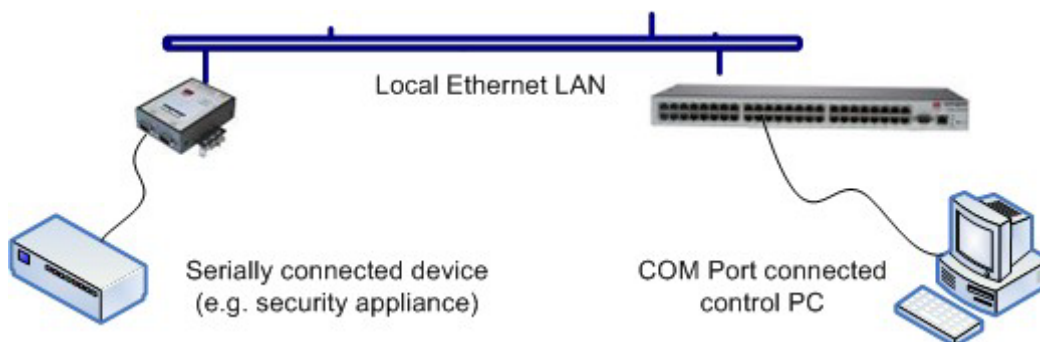 Local Ethernet LAN
Serially connected device
(e.g. security appliance)
COM Port connected
control PC